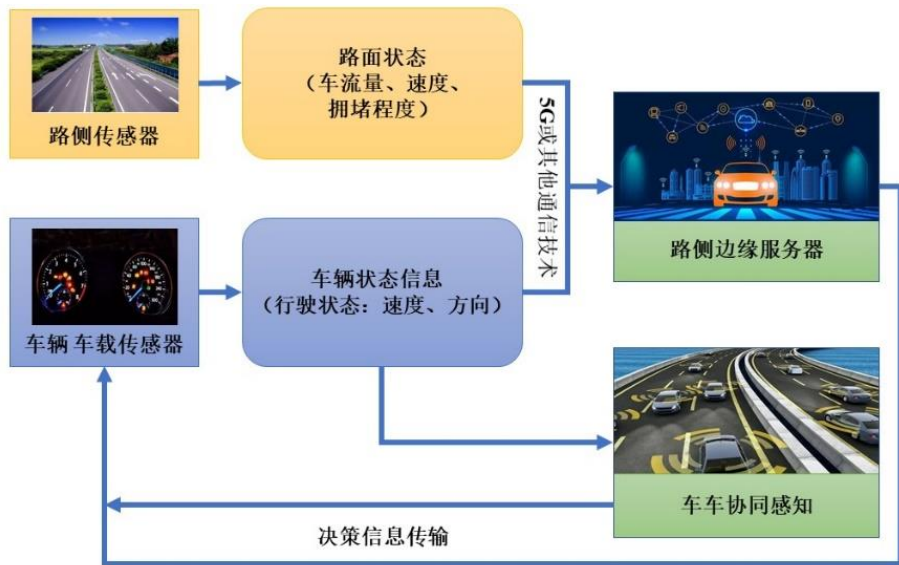 路面状态
（车流量、速度、
拥堵程度）
路侧传感器
5G或其他通信技术
路侧边缘服务器
车辆状态信息
（行驶状态：速度、方向）
车辆 车载传感器
车车协同感知
决策信息传输